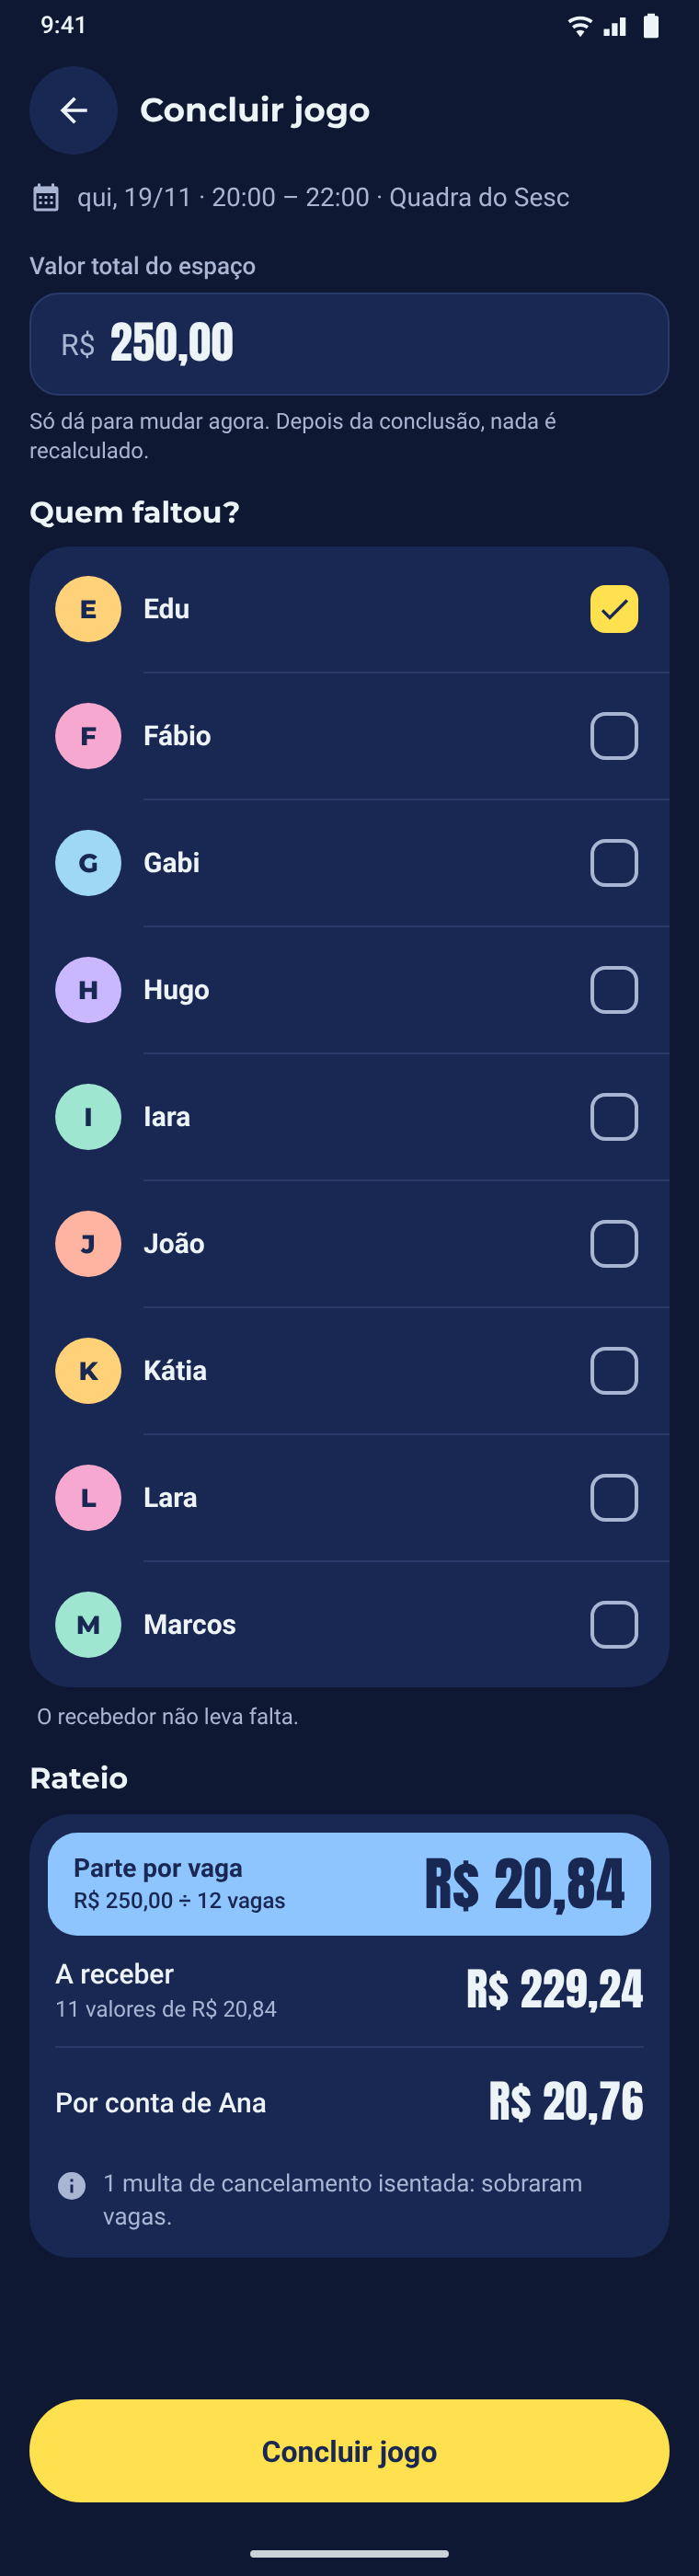 9:41
Concluir jogo
qui, 19/11 · 20:00 – 22:00 · Quadra do Sesc
Valor total do espaço
R$ 250,00
Só dá para mudar agora. Depois da conclusão, nada é
recalculado.
Quem faltou?
E Edu
F Fábio
G Gabi
H Hugo
I Iara
J João
K Kátia
L Lara
M Marcos
O recebedor não leva falta.
Rateio
Parte por vaga
R$ 250,00 ÷ 12 vagas
R$ 20,84
A receber
11 valores de R$ 20,84
R$ 229,24
Por conta de Ana
R$ 20,76
1 multa de cancelamento isentada: sobraram
vagas.
Concluir jogo